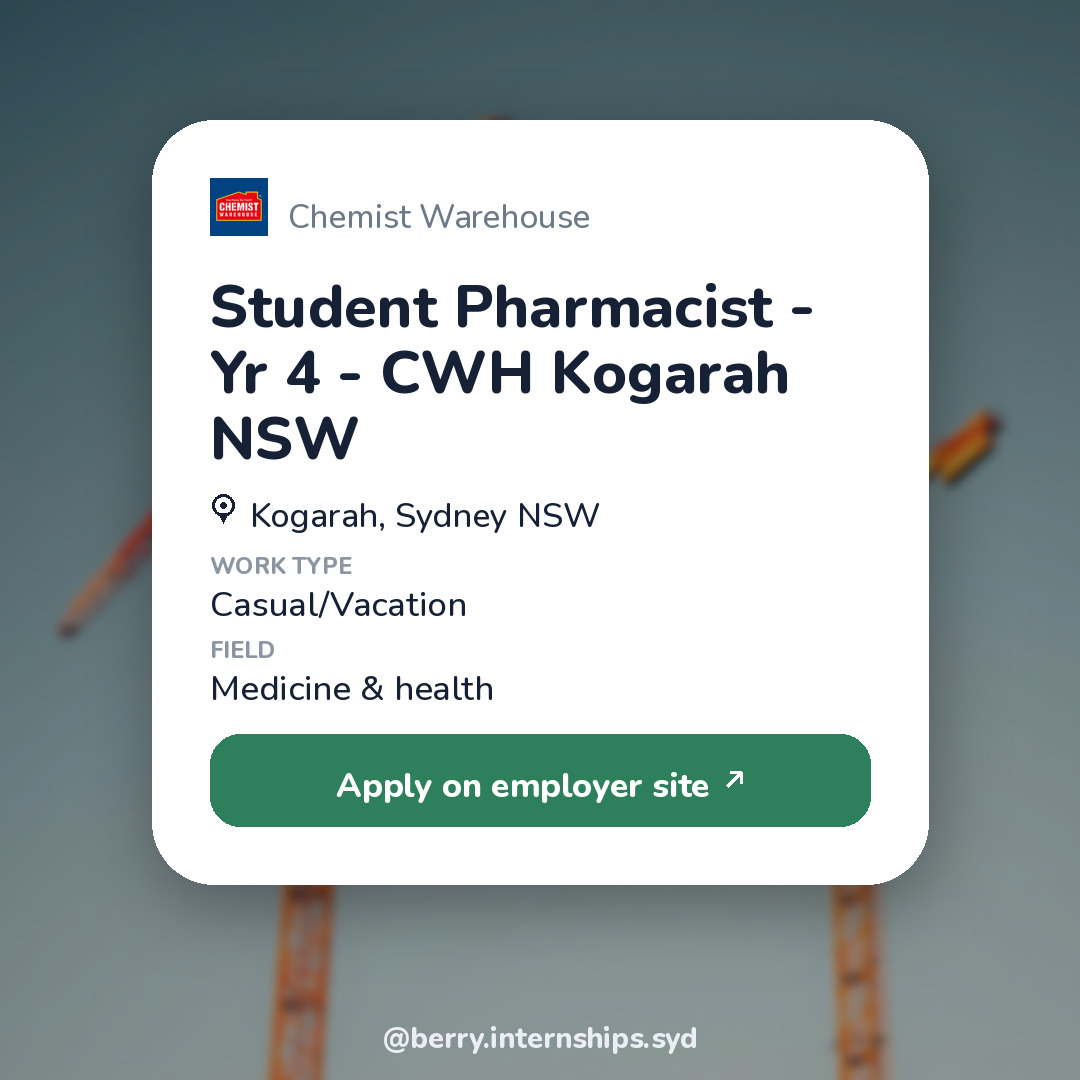 CHEMIST
WAREHOUSE
Chemist Warehouse
Student Pharmacist -
Yr 4 - CWH Kogarah
NSW
Kogarah, Sydney NSW
WORK TYPE
Casual/Vacation
FIELD
Medicine & health
Apply on employer site ↗
@berry.internships.syd